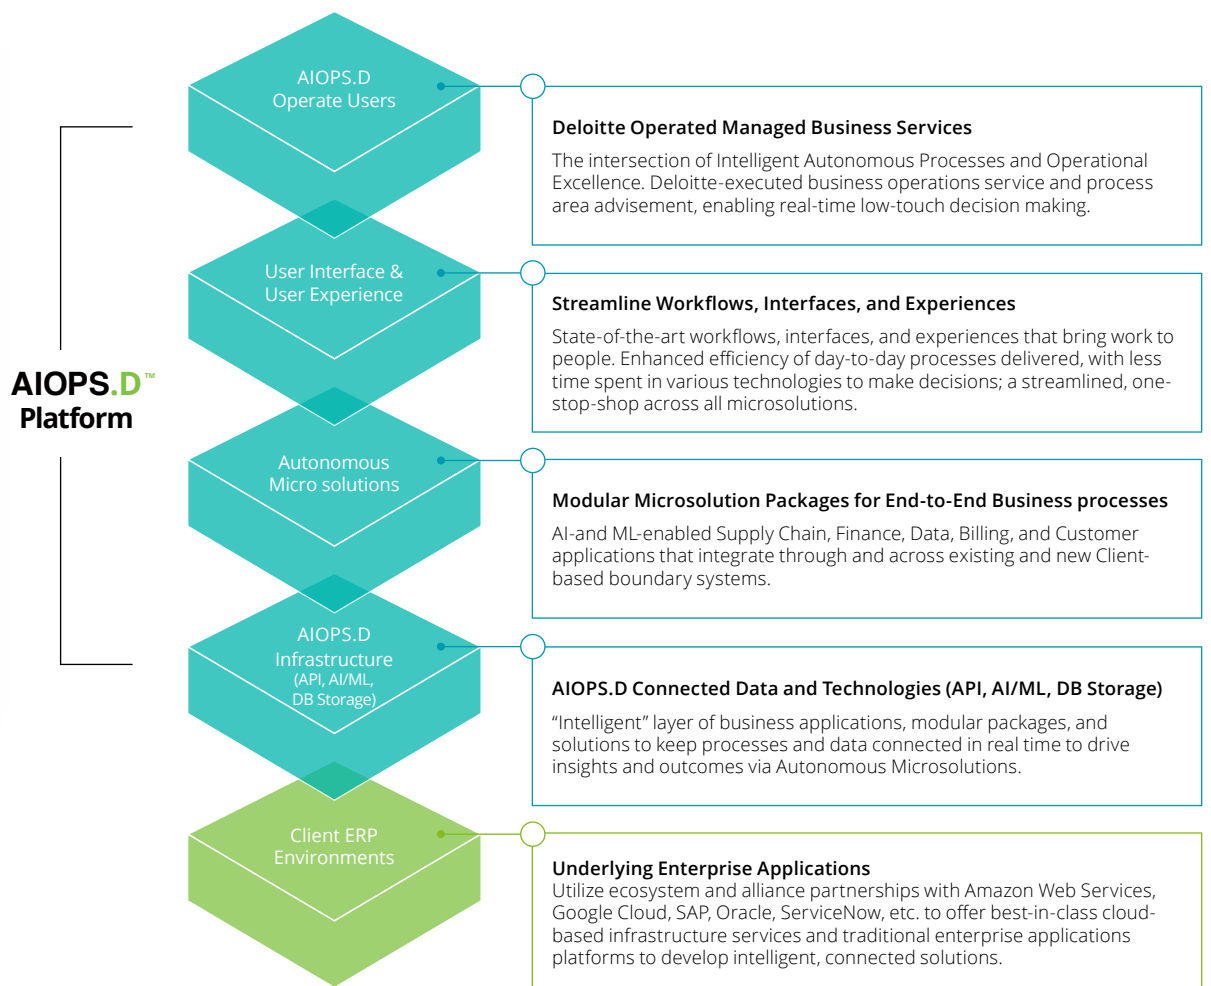 AIOPS.D
Operate Users
Deloitte Operated Managed Business Services
The intersection of Intelligent Autonomous Processes and Operational
Excellence. Deloitte-executed business operations service and process
area advisement, enabling real-time low-touch decision making.
User Interface &
User Experience
Streamline Workflows, Interfaces, and Experiences
State-of-the-art workflows, interfaces, and experiences that bring work to
people. Enhanced efficiency of day-to-day processes delivered, with less
time spent in various technologies to make decisions; a streamlined, one-
stop-shop across all microsolutions.
AIOPS.D™
Platform
Autonomous
Micro solutions
Modular Microsolution Packages for End-to-End Business processes
AI-and ML-enabled Supply Chain, Finance, Data, Billing, and Customer
applications that integrate through and across existing and new Client-
based boundary systems.
AIOPS.D
Infrastructure
(API, AI/ML,
DB Storage)
AIOPS.D Connected Data and Technologies (API, AI/ML, DB Storage)
“Intelligent” layer of business applications, modular packages, and
solutions to keep processes and data connected in real time to drive
insights and outcomes via Autonomous Microsolutions.
Client ERP
Environments
Underlying Enterprise Applications
Utilize ecosystem and alliance partnerships with Amazon Web Services,
Google Cloud, SAP, Oracle, ServiceNow, etc. to offer best-in-class cloud-
based infrastructure services and traditional enterprise applications
platforms to develop intelligent, connected solutions.